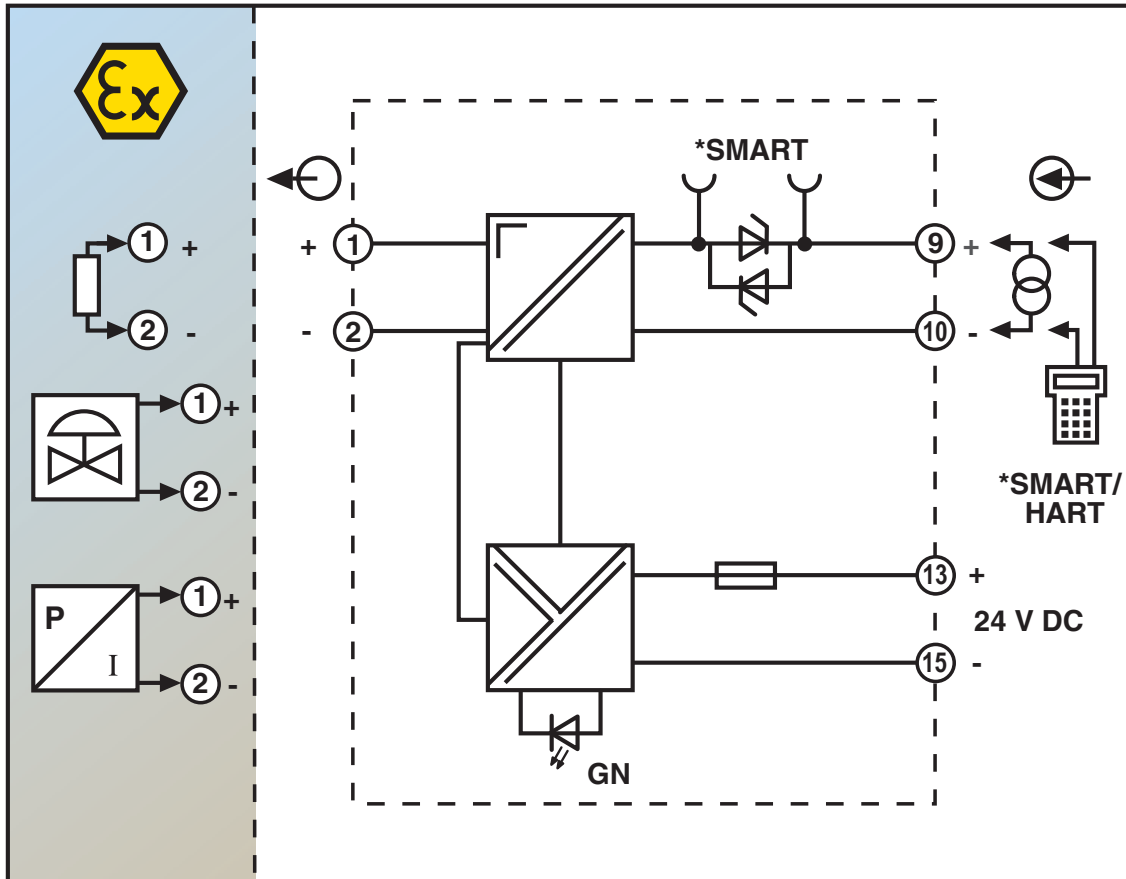 Ex
*SMART
1 +
2 -
+ 1
- 2
9 +
10 -
1 +
2 -
*SMART/
HART
P
I
1 +
2 -
13 +
24 V DC
15 -
GN